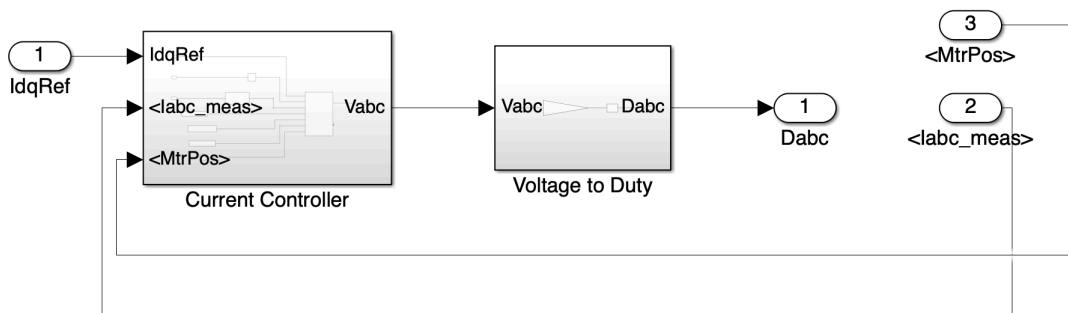 1
IdqRef
IdqRef
<Iabc_meas>
<MtrPos>
Vabc
Current Controller
Vabc
Dabc
Voltage to Duty
1
Dabc
3
<MtrPos>
2
<Iabc_meas>